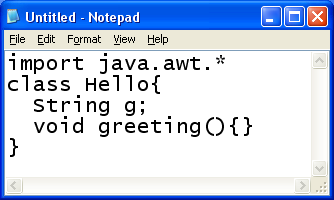 Untitled - Notepad
File Edit Format View Help
import java.awt.*
class Hello{
  String g;
  void greeting(){}
}